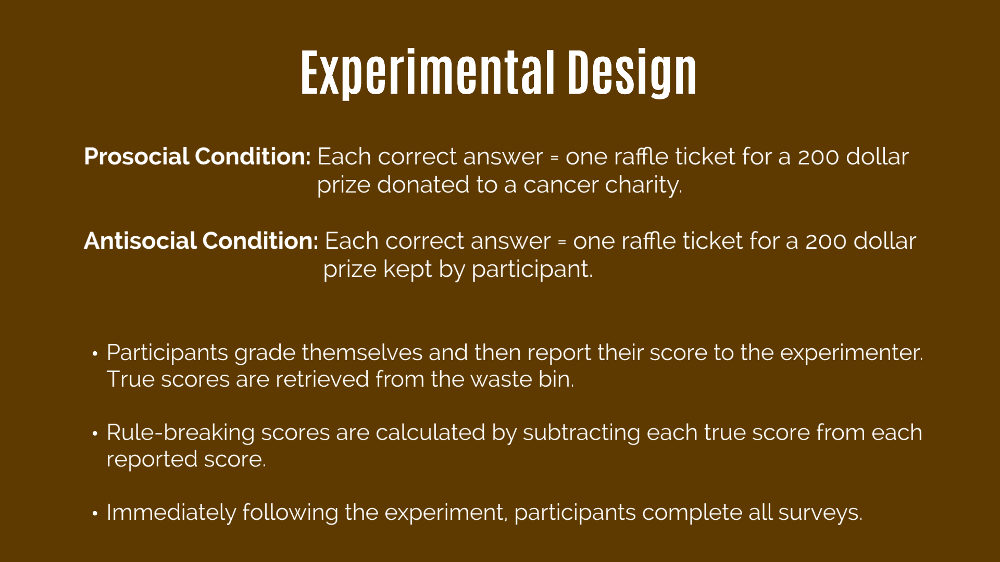 Experimental Design
Prosocial Condition: Each correct answer = one raffle ticket for a 200 dollar
prize donated to a cancer charity.
Antisocial Condition: Each correct answer = one raffle ticket for a 200 dollar
prize kept by participant.
• Participants grade themselves and then report their score to the experimenter.
True scores are retrieved from the waste bin.
• Rule-breaking scores are calculated by subtracting each true score from each
reported score.
• Immediately following the experiment, participants complete all surveys.